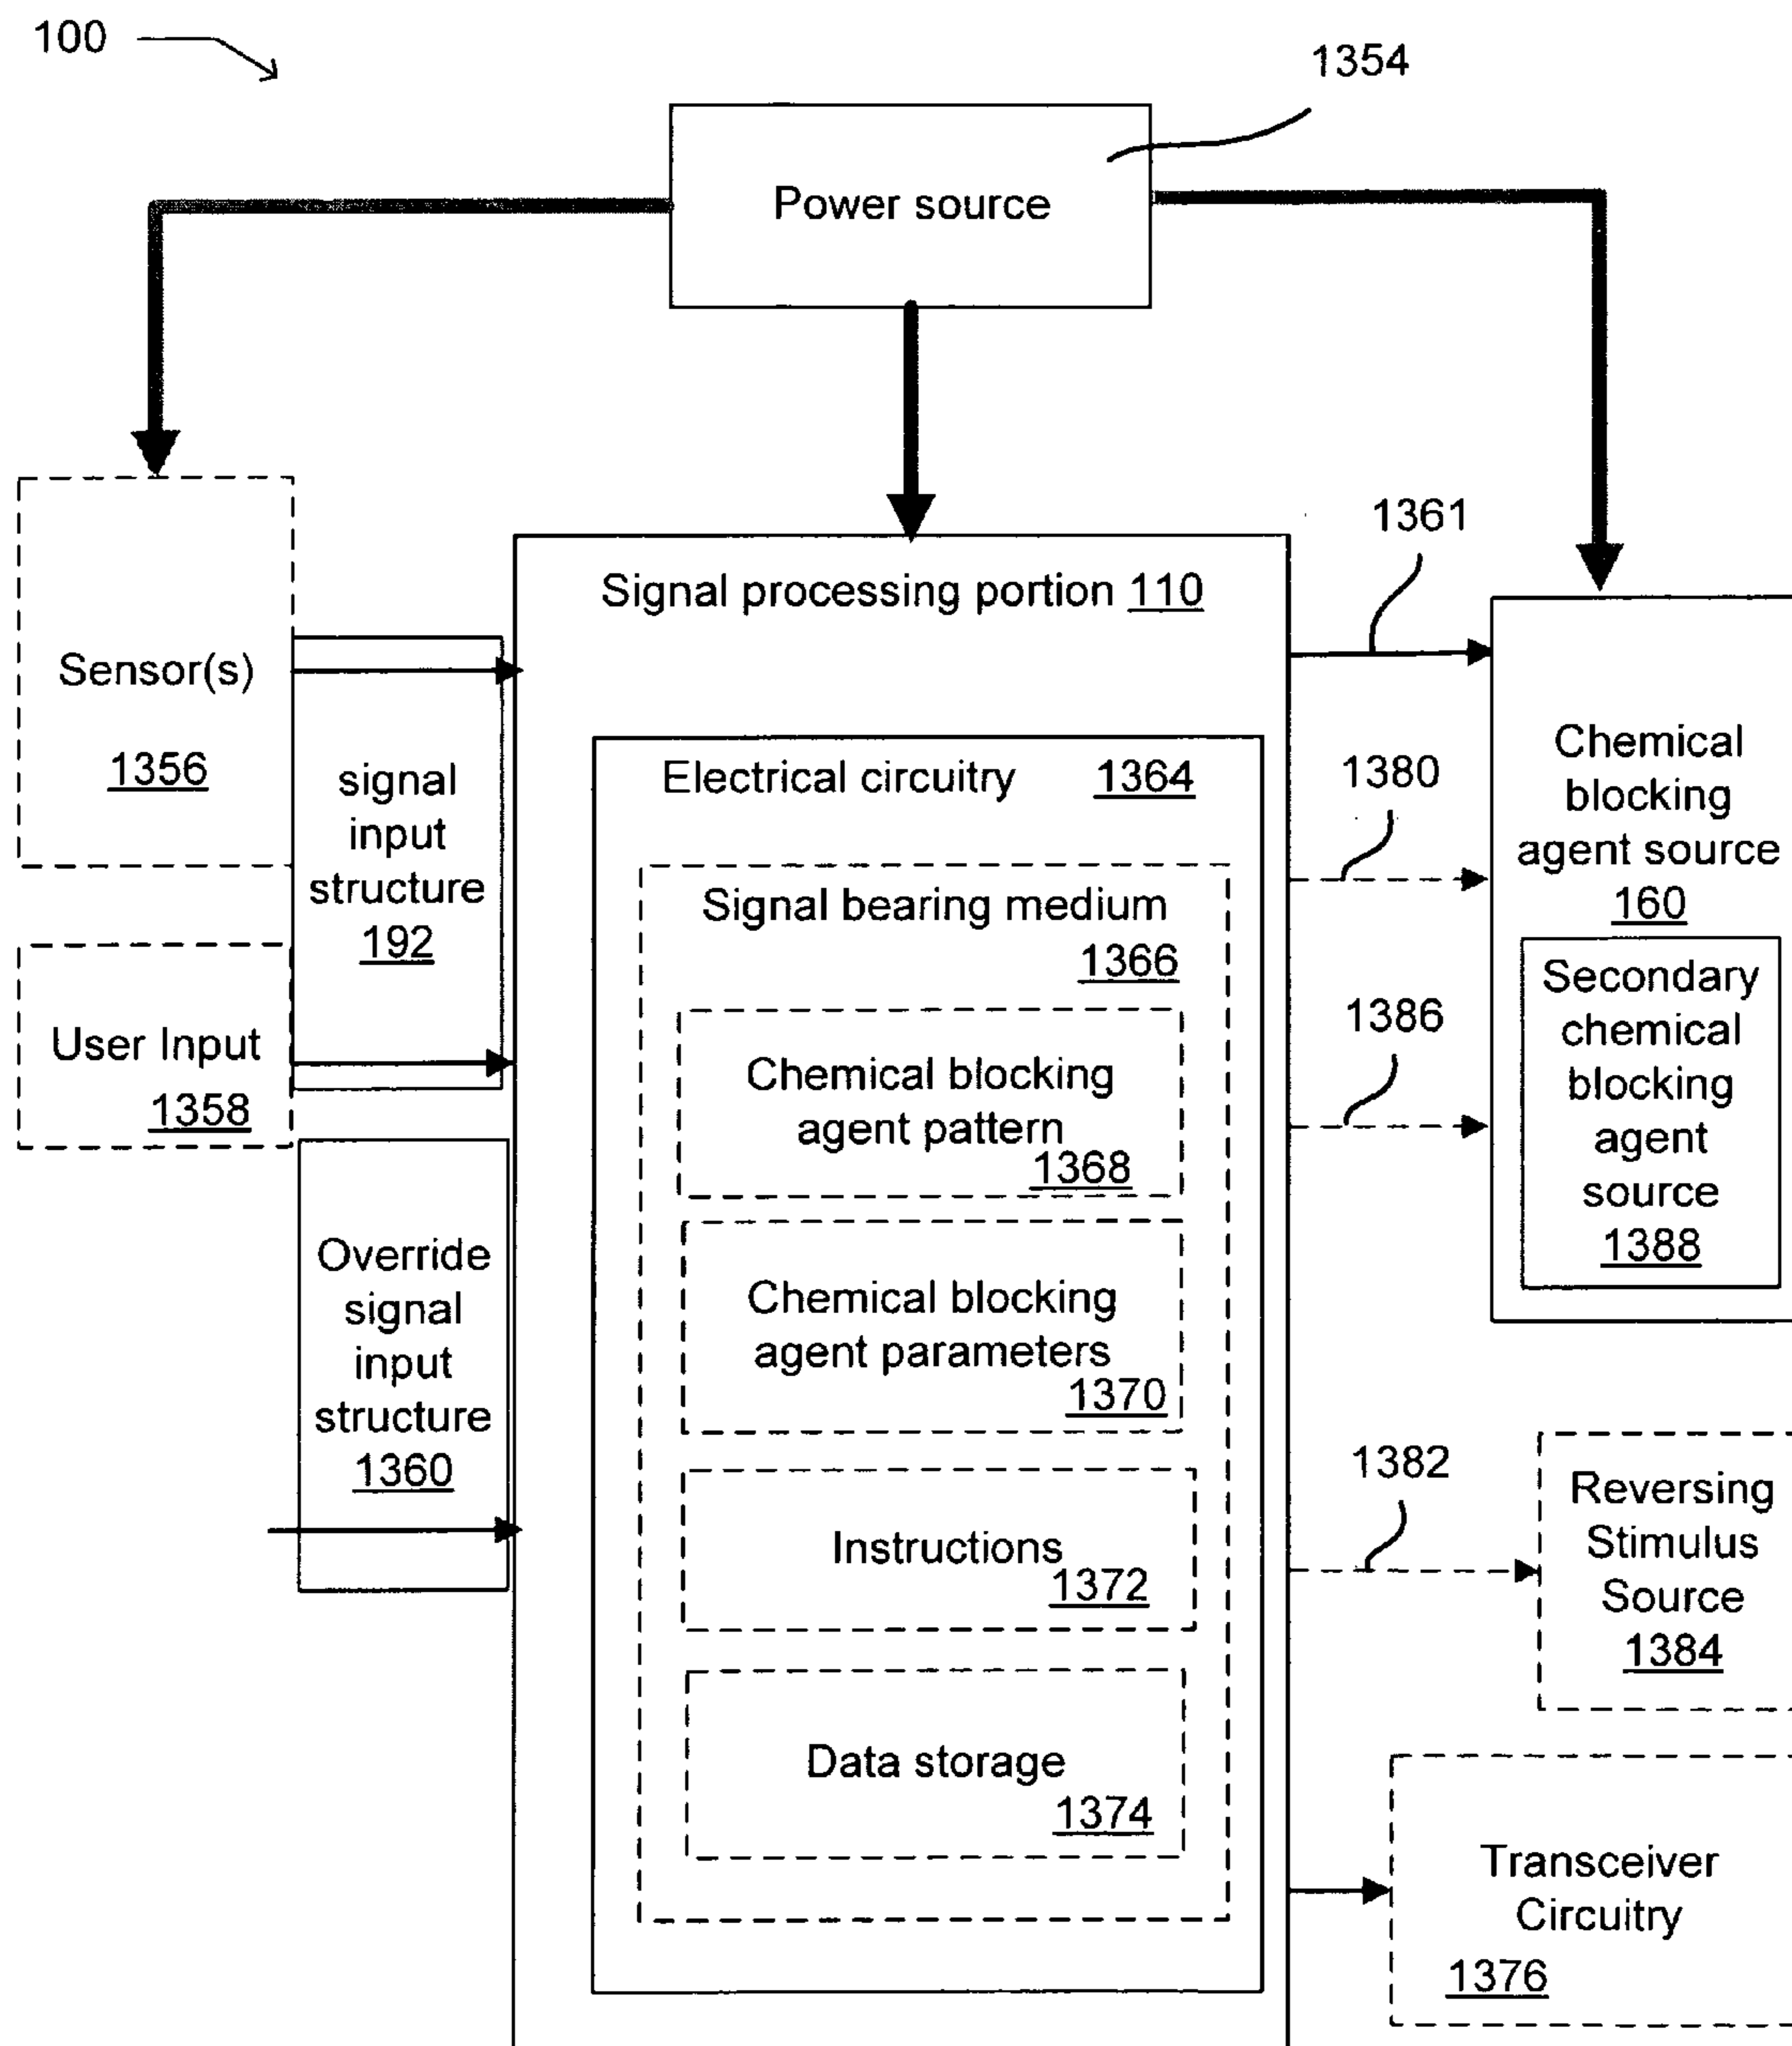 100
1354
Power source
1361
Signal processing portion 110
Sensor(s)
1356
signal
input
structure
192
Electrical circuitry 1364
1380
Chemical
blocking
agent source
160
Signal bearing medium
1366
Secondary
chemical
blocking
agent
source
1388
User Input
1358
Chemical blocking
agent pattern
1368
1386
Override
signal
input
structure
1360
Chemical blocking
agent parameters
1370
1382
Reversing
Stimulus
Source
1384
Instructions
1372
Data storage
1374
Transceiver
Circuitry
1376